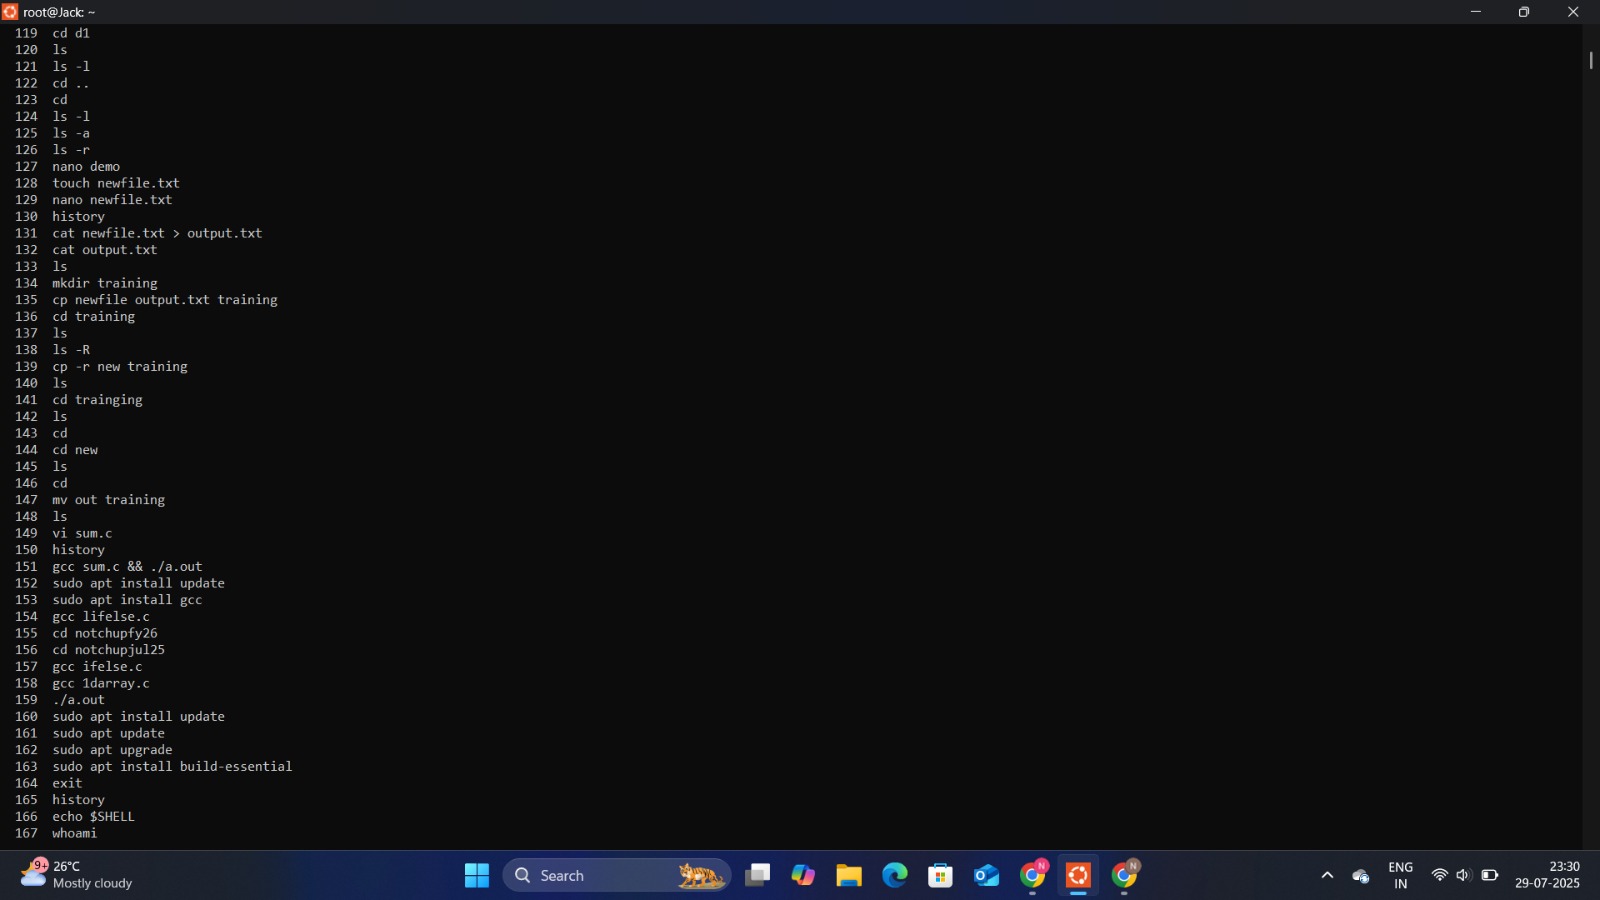 root@Jack: ~
119 cd d1
120 ls
121 ls -l
122 cd ..
123 cd
124 ls -l
125 ls -a
126 ls -r
127 nano demo
128 touch newfile.txt
129 nano newfile.txt
130 history
131 cat newfile.txt > output.txt
132 cat output.txt
133 ls
134 mkdir training
135 cp newfile output.txt training
136 cd training
137 ls
138 ls -R
139 cp -r new training
140 ls
141 cd trainging
142 ls
143 cd
144 cd new
145 ls
146 cd
147 mv out training
148 ls
149 vi sum.c
150 history
151 gcc sum.c && ./a.out
152 sudo apt install update
153 sudo apt install gcc
154 gcc lifelse.c
155 cd notchupfy26
156 cd notchupjul25
157 gcc ifelse.c
158 gcc 1darray.c
159 ./a.out
160 sudo apt install update
161 sudo apt update
162 sudo apt upgrade
163 sudo apt install build-essential
164 exit
165 history
166 echo $SHELL
167 whoami
9+
26°C
Mostly cloudy
Search
N
N
ENG
IN
23:30
29-07-2025